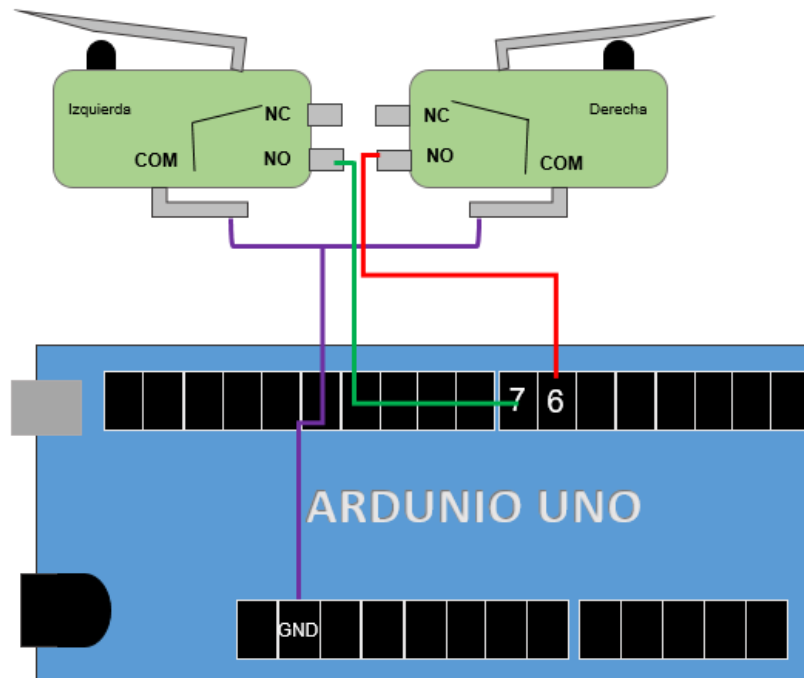 Izquierda
NC
COM
NO
NC
Derecha
NO
COM
7 6
ARDUNIO UNO
GND